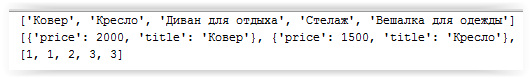 ['Ковер', 'Кресло', 'Диван для отдыха', 'Стелаж', 'Вешалка для одежды']
[{'price': 2000, 'title': 'Ковер'}, {'price': 1500, 'title': 'Кресло'},
[1, 1, 2, 3, 3]